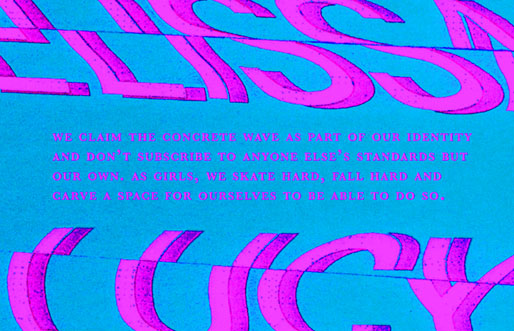 WE CLAIM THE CONCRETE WAVE AS PART OF OUR IDENTITY
AND DON'T SUBSCRIBE TO ANYONE ELSE'S STANDARDS BUT
OUR OWN. AS GIRLS, WE SKATE HARD, FALL HARD AND
CARVE A SPACE FOR OURSELVES TO BE ABLE TO DO SO.